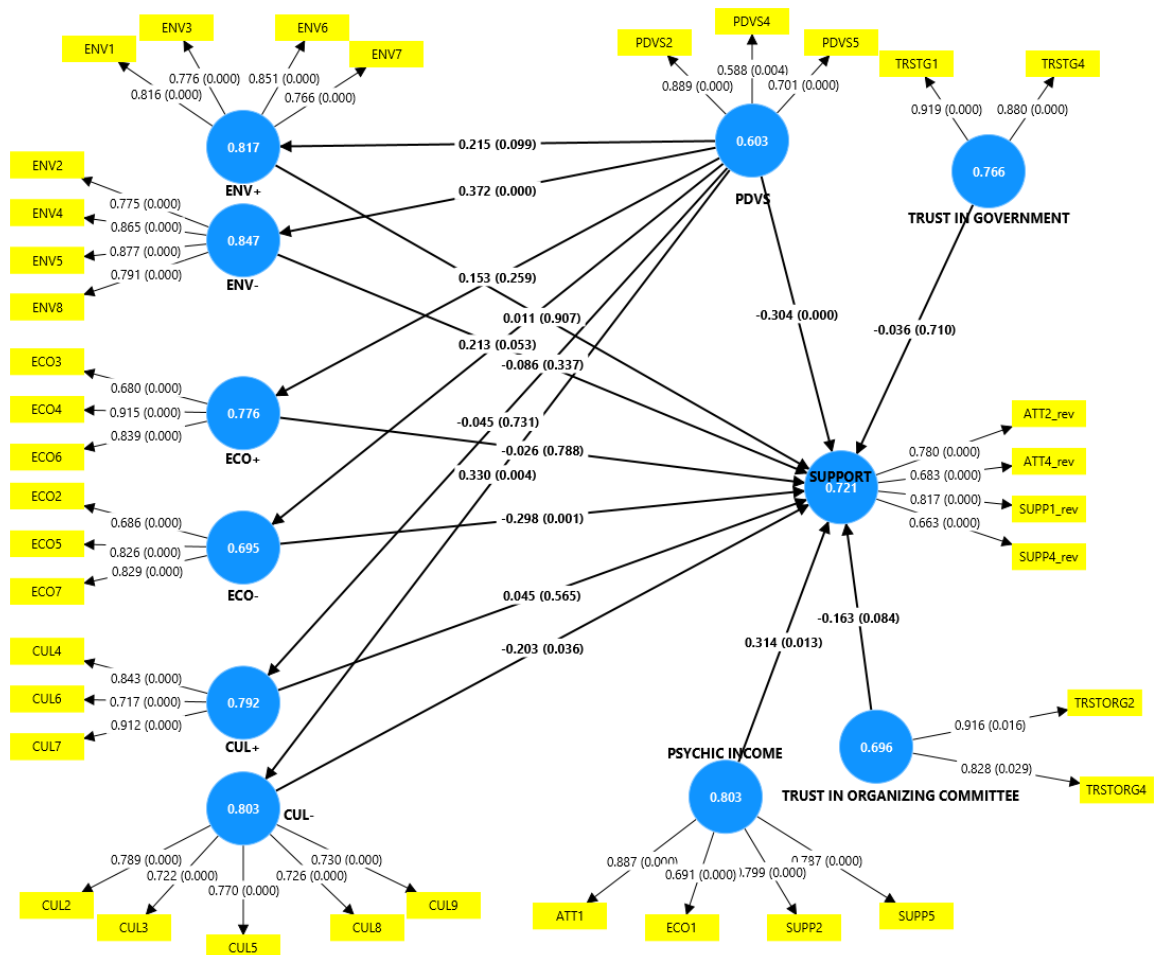 ENV1
ENV3
ENV6
ENV7
0.816 (0.000)
0.776 (0.000)
0.851 (0.000)
0.766 (0.000)
0.817
ENV+
PDVS2
PDVS4
PDVS5
0.889 (0.000)
0.588 (0.004)
0.701 (0.000)
0.603
PDVS
TRSTG1
TRSTG4
0.919 (0.000)
0.880 (0.000)
0.766
TRUST IN GOVERNMENT
ENV2
ENV4
ENV5
ENV8
0.775 (0.000)
0.865 (0.000)
0.877 (0.000)
0.791 (0.000)
0.847
ENV-
0.215 (0.099)
0.372 (0.000)
0.153 (0.259)
0.011 (0.907)
0.213 (0.053)
-0.086 (0.337)
-0.304 (0.000)
-0.036 (0.710)
ECO3
ECO4
ECO6
0.680 (0.000)
0.915 (0.000)
0.839 (0.000)
0.776
ECO+
-0.045 (0.731)
-0.026 (0.788)
0.330 (0.004)
-0.298 (0.001)
ECO2
ECO5
ECO7
0.686 (0.000)
0.826 (0.000)
0.829 (0.000)
0.695
ECO-
SUPPORT
0.721
0.780 (0.000)
0.683 (0.000)
0.817 (0.000)
0.663 (0.000)
ATT2_rev
ATT4_rev
SUPP1_rev
SUPP4_rev
0.045 (0.565)
-0.203 (0.036)
0.314 (0.013)
-0.163 (0.084)
CUL4
CUL6
CUL7
0.843 (0.000)
0.717 (0.000)
0.912 (0.000)
0.792
CUL+
0.803
CUL-
0.789 (0.000)
0.722 (0.000)
0.770 (0.000)
0.726 (0.000)
0.730 (0.000)
CUL2
CUL3
CUL5
CUL8
CUL9
PSYCHIC INCOME
0.803
0.887 (0.000)
0.691 (0.000)
0.799 (0.000)
0.787 (0.000)
ATT1
ECO1
SUPP2
SUPP5
0.696
TRUST IN ORGANIZING COMMITTEE
0.916 (0.016)
0.828 (0.029)
TRSTORG2
TRSTORG4